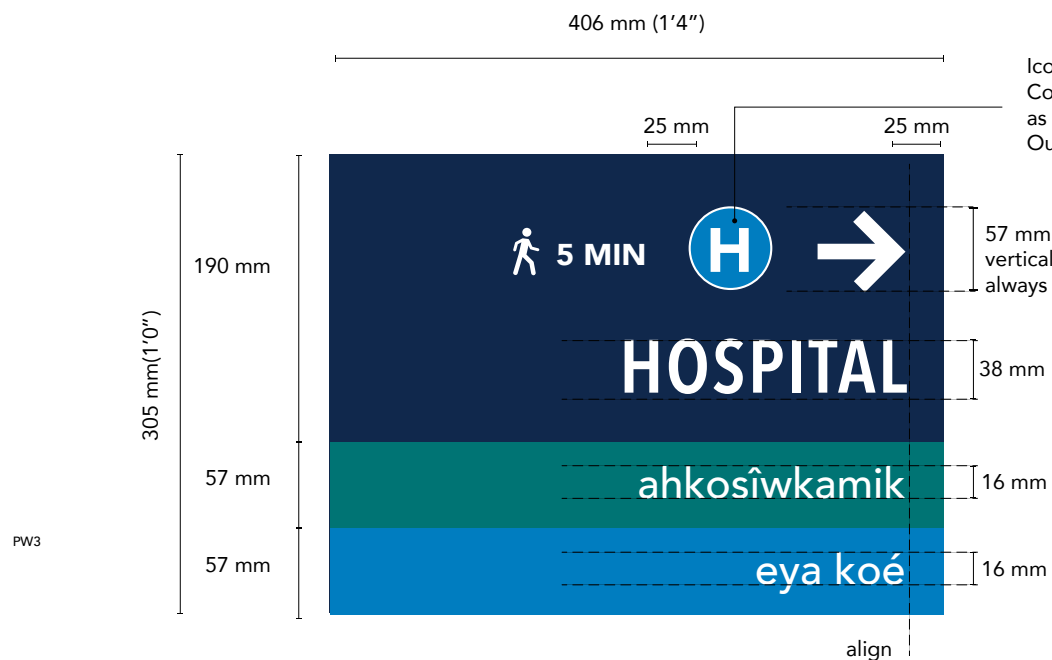 406 mm (1'4”)
Ico
Co
as
Ou
25 mm
25 mm
5 MIN
H
57 mm
vertical
always
190 mm
305 mm(1'0”)
HOSPITAL
38 mm
57 mm
ahkosîwkamik
16 mm
PW3
57 mm
eya koé
16 mm
align